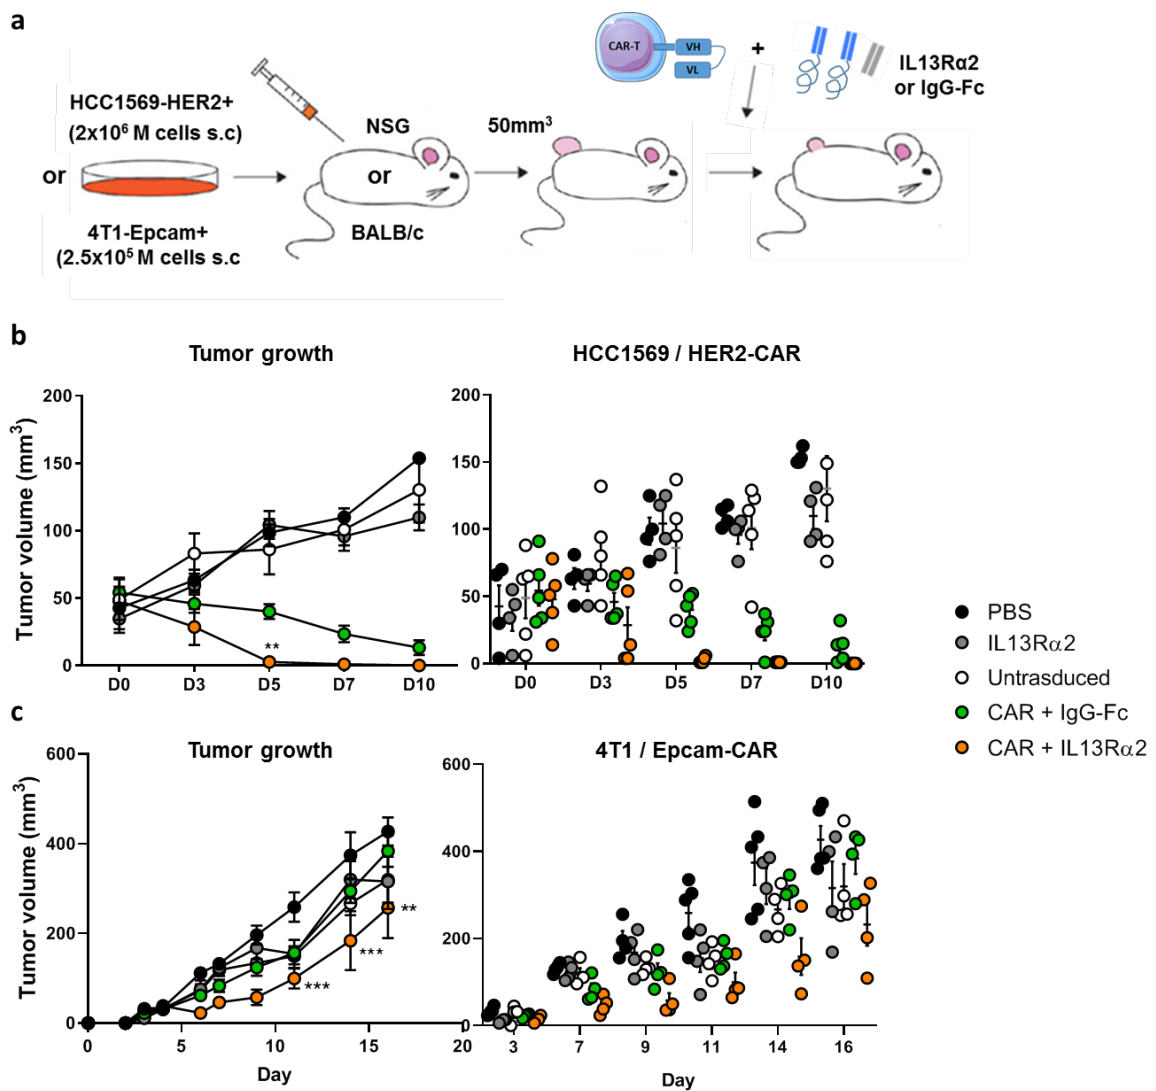 a
CAR-T
VH
VL
+
IL13Rα2
or IgG-Fc
HCC1569-HER2+
(2x10⁶ M cells s.c)
or
4T1-Epcam+
(2.5x10⁵ M cells s.c
NSG
or
BALB/c
50mm³
b
Tumor growth
Tumor volume (mm³)
200
150
100
50
0
**
D0 D3 D5 D7 D10
HCC1569 / HER2-CAR
200
150
100
50
0
D0 D3 D5 D7 D10
PBS
IL13Rα2
Untrasduced
CAR + IgG-Fc
CAR + IL13Rα2
c
Tumor growth
Tumor volume (mm³)
600
400
200
0
**
***
***
0 5 10 15 20
Day
4T1 / Epcam-CAR
600
400
200
0
3 7 9 11 14 16
Day